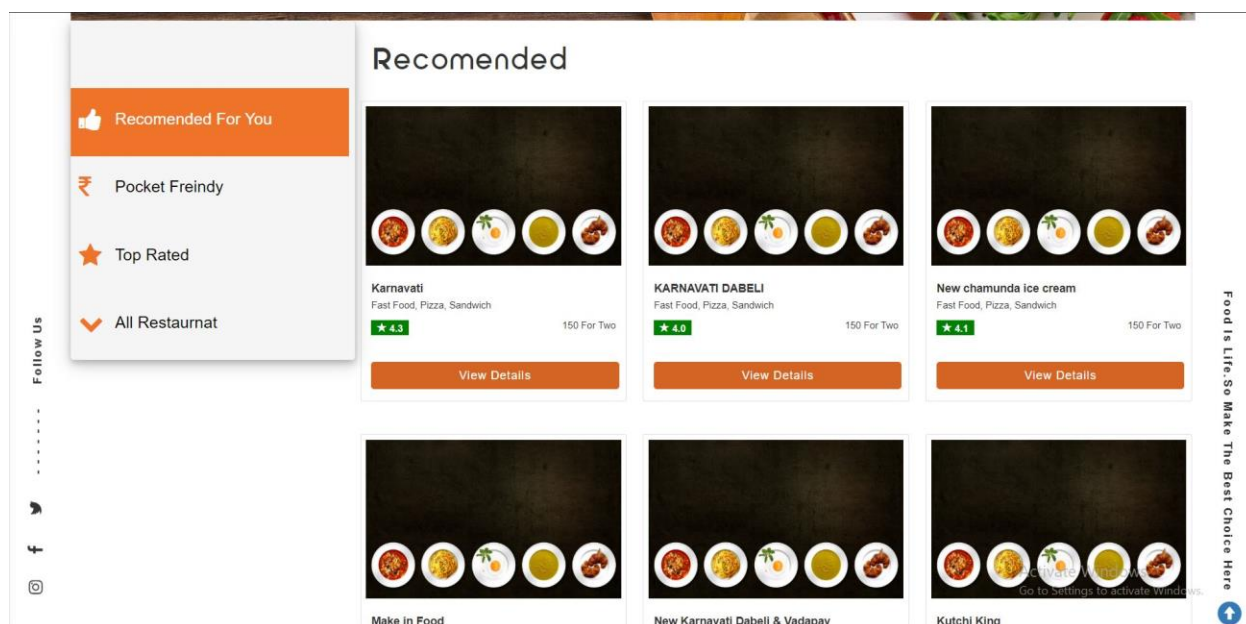 Recomended
Recomended For You
Pocket Freindy
Top Rated
All Restaurnat
Follow Us
Karnavati
Fast Food, Pizza, Sandwich
★ 4.3
150 For Two
View Details
KARNAVATI DABELI
Fast Food, Pizza, Sandwich
★ 4.0
150 For Two
View Details
New chamunda ice cream
Fast Food, Pizza, Sandwich
★ 4.1
150 For Two
View Details
Make in Food
New Karnavati Dabeli & Vadapav
Kutchi King
Food Is Life.So Make The Best Choice Here
Activate Windows
Go to Settings to activate Windows.